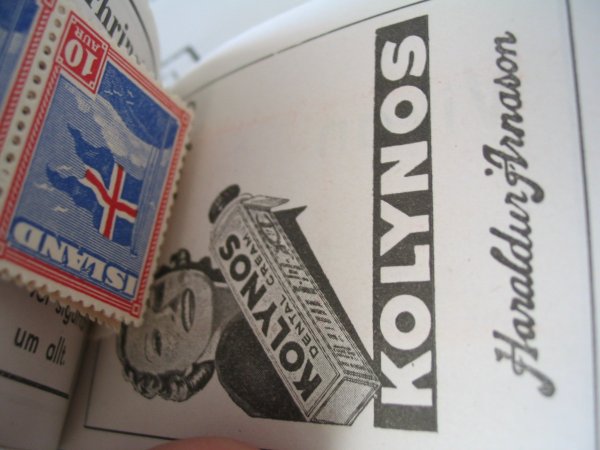 10
AUR
ISLAND
KOLYNOS
DENTAL CREAM
KOLYNOS
Haraldur Árnason
um allt.